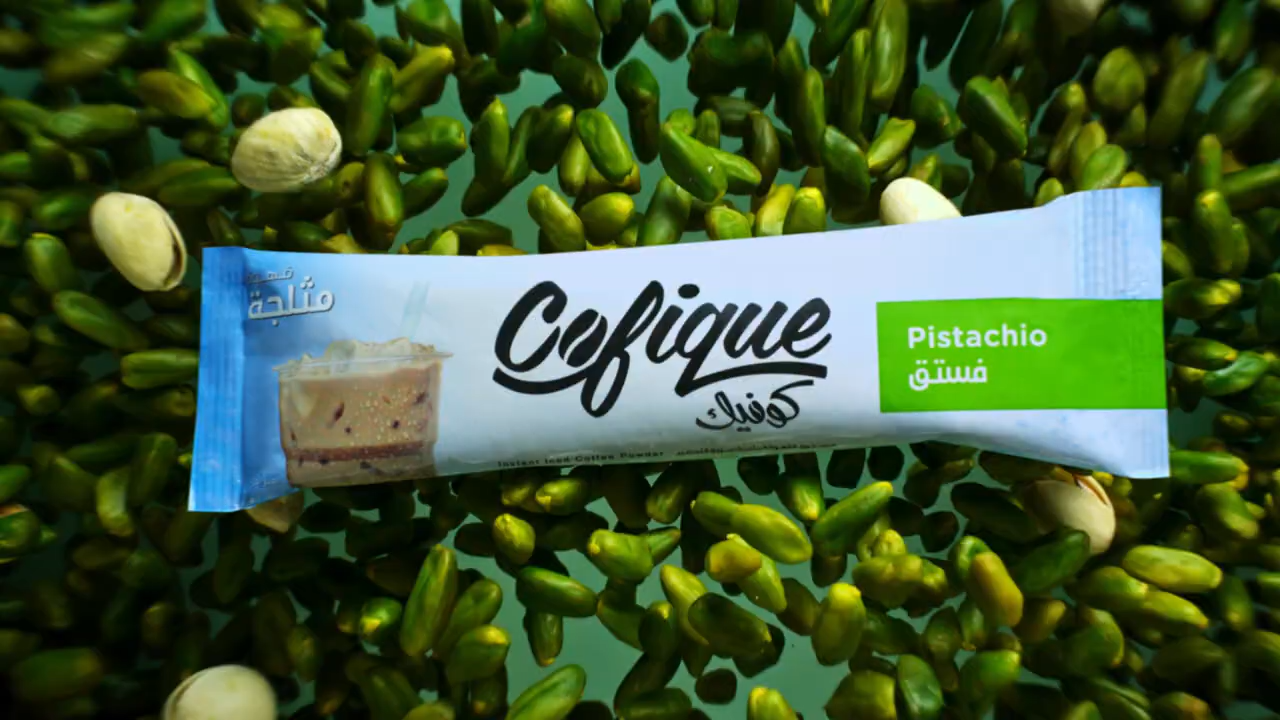 قهوة
مثلجة
Cofique
كوفيك
Pistachio
فستق
Instant Iced Coffee Powder